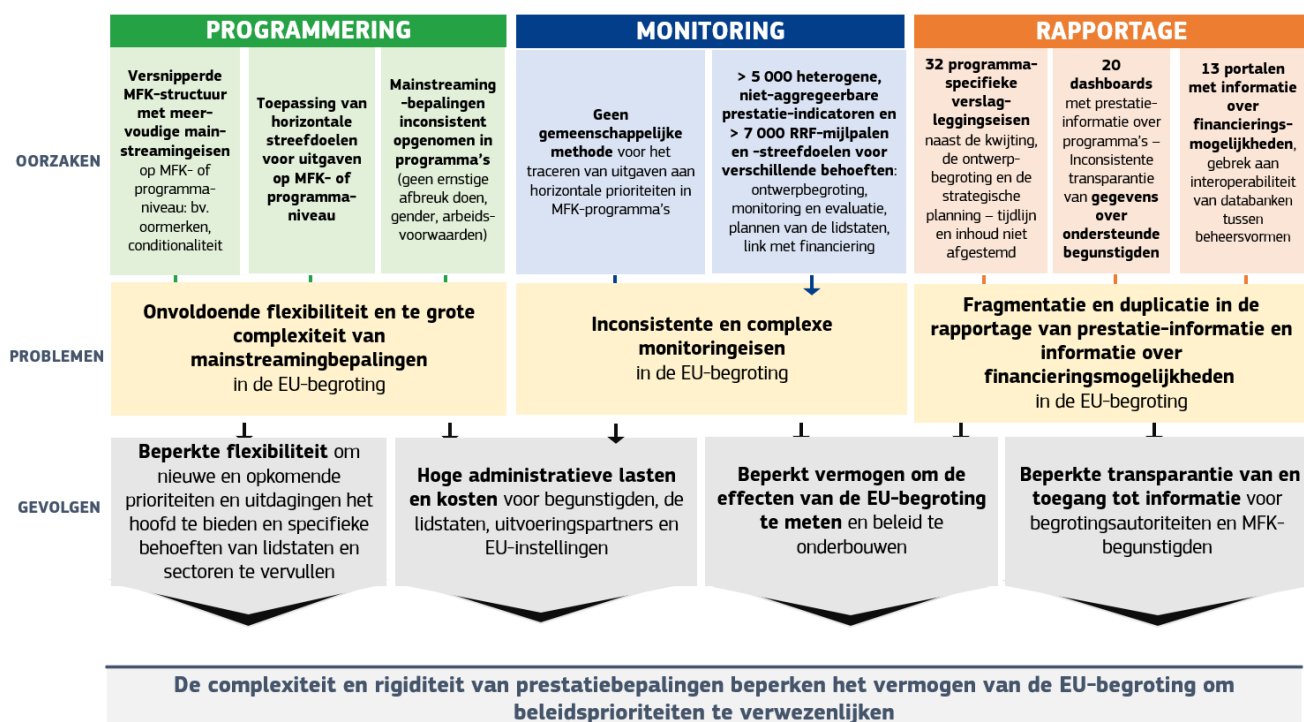 PROGRAMMERING
MONITORING
RAPPORTAGE
OORZAKEN
Versnipperde
MFK-structuur
met meer-
voudige main-
streamingeisen
op MFK- of
programma-
niveau: bv.
oormerken,
conditionaliteit
Toepassing van
horizontale
streefdoelen
voor uitgaven
op MFK- of
programma-
niveau
Mainstreaming
-bepalingen
inconsistent
opgenomen in
programma's
(geen ernstige
afbreuk doen,
gender, arbeids-
voorwaarden)
Geen
gemeenschappelijke
methode voor het
traceren van uitgaven aan
horizontale prioriteiten in
MFK-programma's
> 5 000 heterogene,
niet-aggregeerbare
prestatie-indicatoren en
> 7 000 RRF-mijlpalen
en -streefdoelen voor
verschillende behoeften:
ontwerpbegroting,
monitoring en evaluatie,
plannen van de lidstaten,
link met financiering
32 programma-
specifieke
verslag-
leggingseisen
naast de kwijting,
de ontwerp-
begroting en de
strategische
planning – tijdlijn
en inhoud niet
afgestemd
20
dashboards
met prestatie-
informatie over
programma's –
Inconsistente
transparantie
van gegevens
over
ondersteunde
begunstigden
13 portalen
met informatie
over
financierings-
mogelijkheden,
gebrek aan
interoperabiliteit
van databanken
tussen
beheersvormen
PROBLEMEN
Onvoldoende flexibiliteit en te grote
complexiteit van
mainstreamingbepalingen
in de EU-begroting
Inconsistente en complexe
monitoringeisen
in de EU-begroting
Fragmentatie en duplicatie in de
rapportage van prestatie-informatie en
informatie over
financieringsmogelijkheden
in de EU-begroting
GEVOLGEN
Beperkte flexibiliteit om
nieuwe en opkomende
prioriteiten en uitdagingen het
hoofd te bieden en specifieke
behoeften van lidstaten en
sectoren te vervullen
Hoge administratieve lasten
en kosten voor begunstigden, de
lidstaten, uitvoeringspartners en
EU-instellingen
Beperkt vermogen om de
effecten van de EU-begroting
te meten en beleid te
onderbouwen
Beperkte transparantie van en
toegang tot informatie voor
begrotingsautoriteiten en MFK-
begunstigden
De complexiteit en rigiditeit van prestatiebepalingen beperken het vermogen van de EU-begroting om
beleidsprioriteiten te verwezenlijken